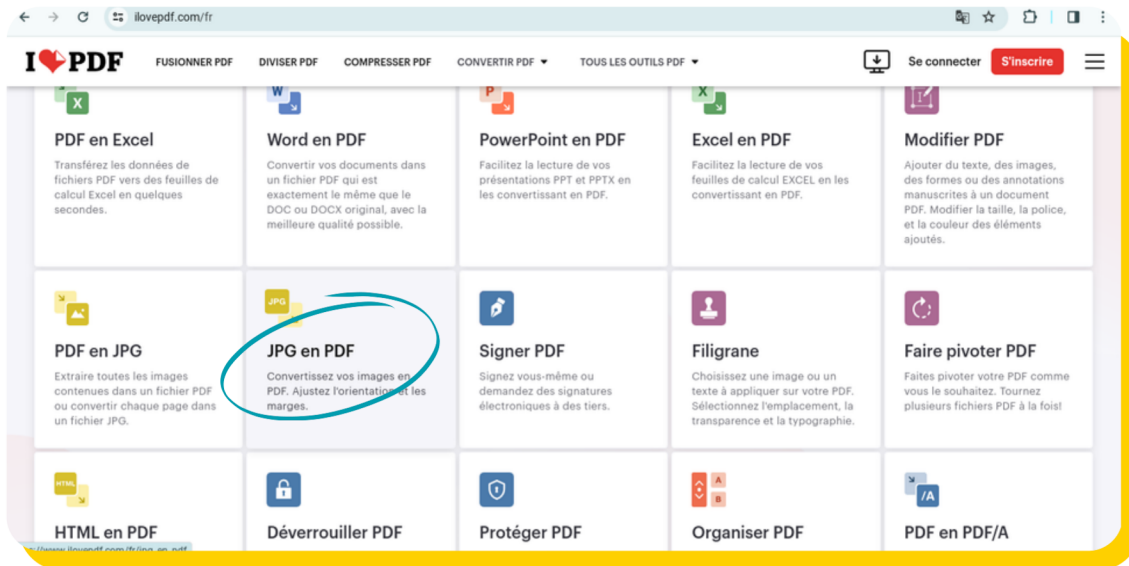 ilovepdf.com/fr
I PDF
FUSIONNER PDF
DIVISER PDF
COMPRESSER PDF
CONVERTIR PDF
TOUS LES OUTILS PDF
Se connecter
S'inscrire
X
W
P
X
PDF en Excel
Transférez les données de
fichiers PDF vers des feuilles de
calcul Excel en quelques
secondes.
Word en PDF
Convertir vos documents dans
un fichier PDF qui est
exactement le même que le
DOC ou DOCX original, avec la
meilleure qualité possible.
PowerPoint en PDF
Facilitez la lecture de vos
présentations PPT et PPTX en
les convertissant en PDF.
Excel en PDF
Facilitez la lecture de vos
feuilles de calcul EXCEL en les
convertissant en PDF.
Modifier PDF
Ajouter du texte, des images,
des formes ou des annotations
manuscrites à un document
PDF. Modifier la taille, la police,
et la couleur des éléments
ajoutés.
PDF en JPG
Extraire toutes les images
contenues dans un fichier PDF
ou convertir chaque page dans
un fichier JPG.
JPG
JPG en PDF
Convertissez vos images en
PDF. Ajustez l'orientation et les
marges.
Signer PDF
Signez vous-même ou
demandez des signatures
électroniques à des tiers.
Filigrane
Choisissez une image ou un
texte à appliquer sur votre PDF.
Sélectionnez l'emplacement, la
transparence et la typographie.
Faire pivoter PDF
Faites pivoter votre PDF comme
vous le souhaitez. Tournez
plusieurs fichiers PDF à la fois!
HTML
HTML en PDF
Déverrouiller PDF
Protéger PDF
A
B
Organiser PDF
/A
PDF en PDF/A
//www.ilovepdf.com/fr/jpg_en_pdf